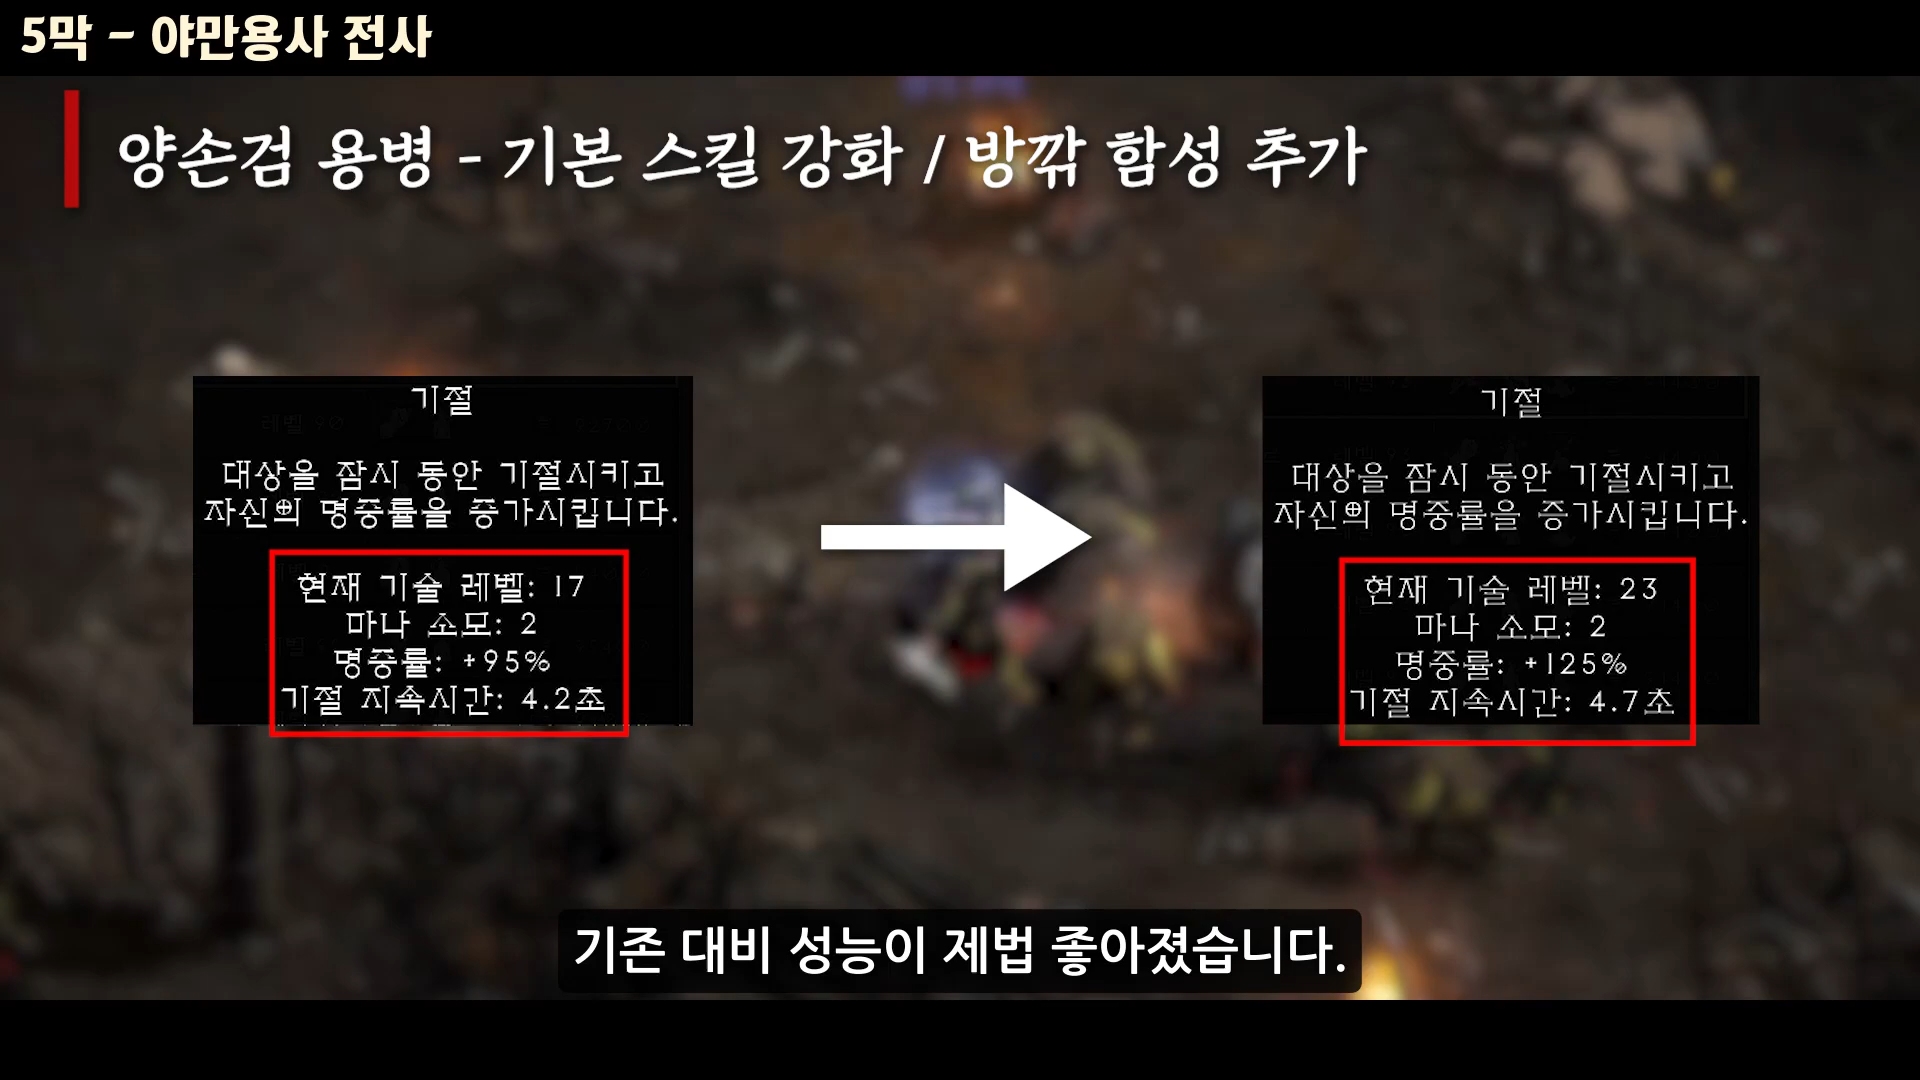 5막 - 야만용사 전사
양손검 용병 - 기본 스킬 강화 / 방깎 함성 추가
기절
대상을 잠시 동안 기절시키고
자신의 명중률을 증가시킵니다.
현재 기술 레벨: 17
마나 소모: 2
명중률: +95%
기절 지속시간: 4.2초
기절
대상을 잠시 동안 기절시키고
자신의 명중률을 증가시킵니다.
현재 기술 레벨: 23
마나 소모: 2
명중률: +125%
기절 지속시간: 4.7초
기존 대비 성능이 제법 좋아졌습니다.